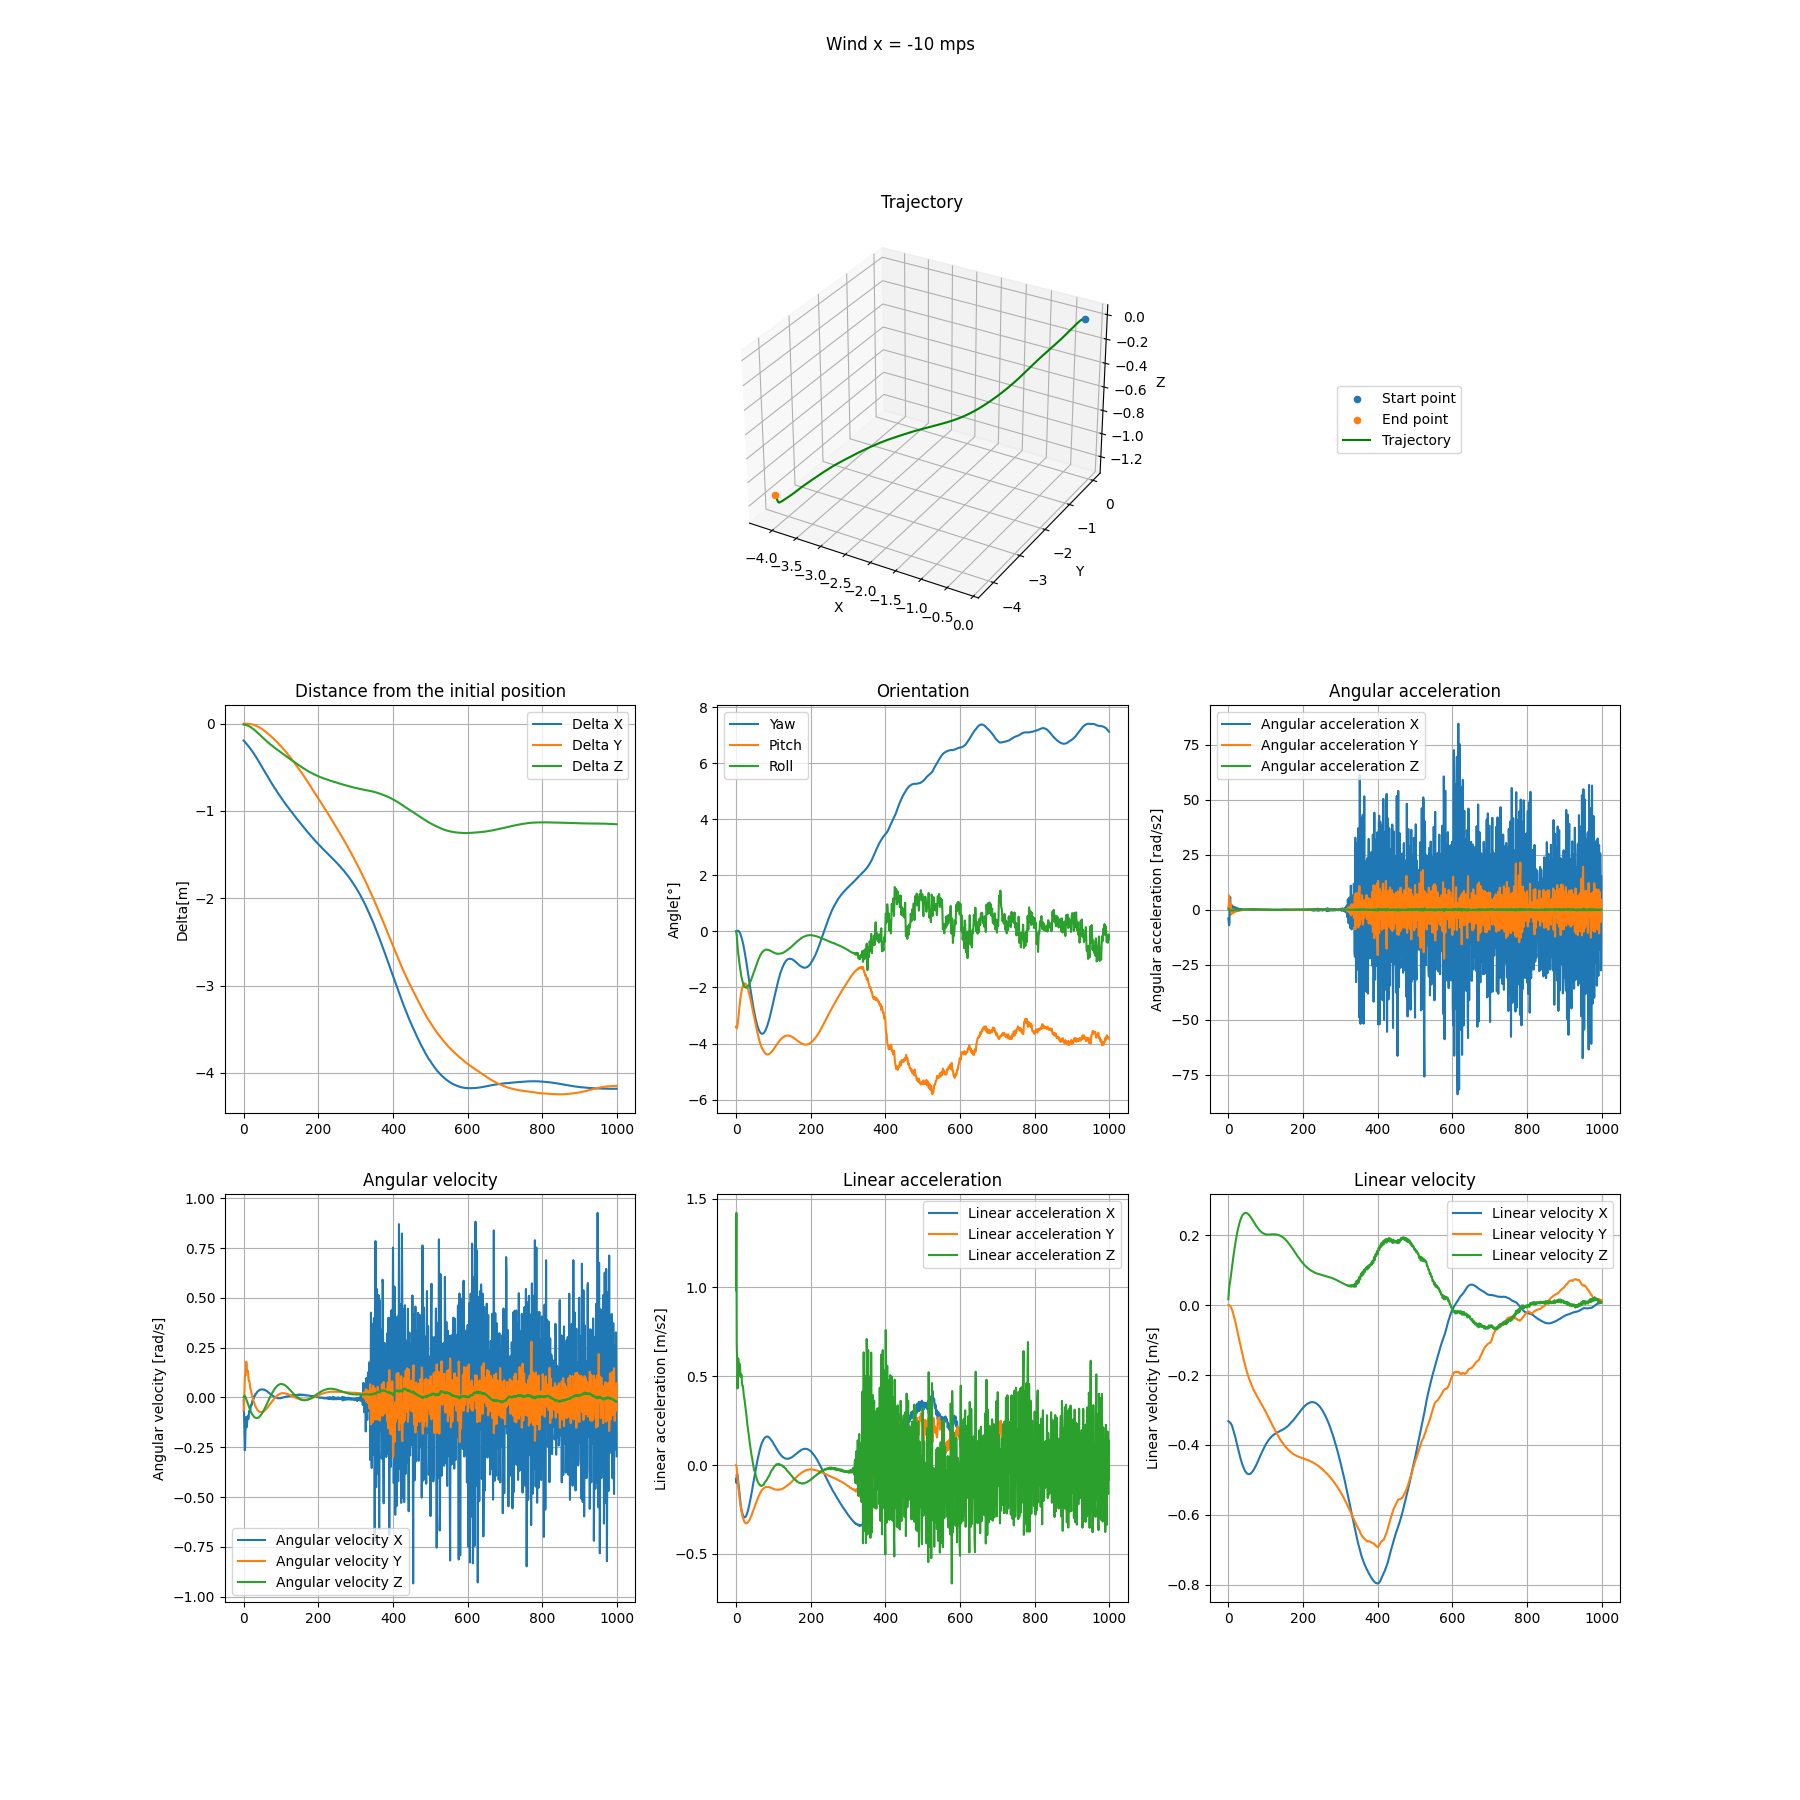 Wind x = -10 mps
Trajectory
0.0
−0.2
−0.4
−0.6
−0.8
−1.0
−1.2
Z
0
−1
−2
−3
−4
Y
−4.0
−3.5
−3.0
−2.5
−2.0
−1.5
−1.0
−0.5
0.0
X
Start point
End point
Trajectory
Distance from the initial position
Delta X
Delta Y
Delta Z
Delta[m]
0
−1
−2
−3
−4
0 200 400 600 800 1000
Orientation
Yaw
Pitch
Roll
Angle[°]
8
6
4
2
0
−2
−4
−6
0 200 400 600 800 1000
Angular acceleration
Angular acceleration X
Angular acceleration Y
Angular acceleration Z
Angular acceleration [rad/s2]
75
50
25
0
−25
−50
−75
0 200 400 600 800 1000
Angular velocity
Angular velocity [rad/s]
1.00
0.75
0.50
0.25
0.00
−0.25
−0.50
−0.75
−1.00
Angular velocity X
Angular velocity Y
Angular velocity Z
0 200 400 600 800 1000
Linear acceleration
Linear acceleration X
Linear acceleration Y
Linear acceleration Z
Linear acceleration [m/s2]
1.5
1.0
0.5
0.0
−0.5
0 200 400 600 800 1000
Linear velocity
Linear velocity X
Linear velocity Y
Linear velocity Z
Linear velocity [m/s]
0.2
0.0
−0.2
−0.4
−0.6
−0.8
0 200 400 600 800 1000